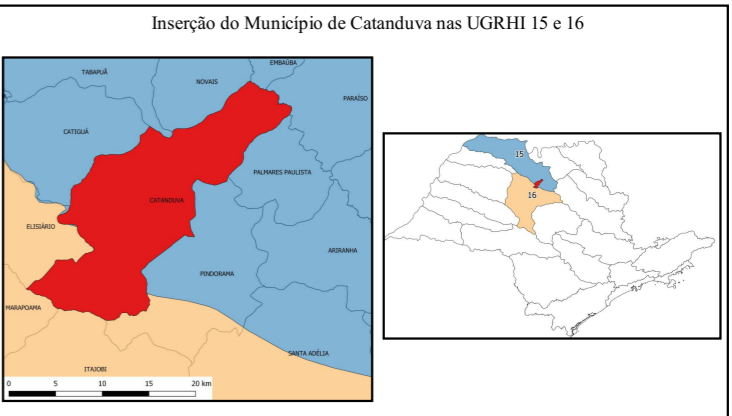 Inserção do Município de Catanduva nas UGRHI 15 e 16
EMBAÚBA
TABAPUÃ
NOVAIS
PARAÍSO
CATIGUÁ
PALMARES PAULISTA
CATANDUVA
ELISIÁRIO
ARIRANHA
PINDORAMA
MARAPOAMA
SANTA ADÉLIA
ITAJOBI
0 5 10 15 20 km
15
16